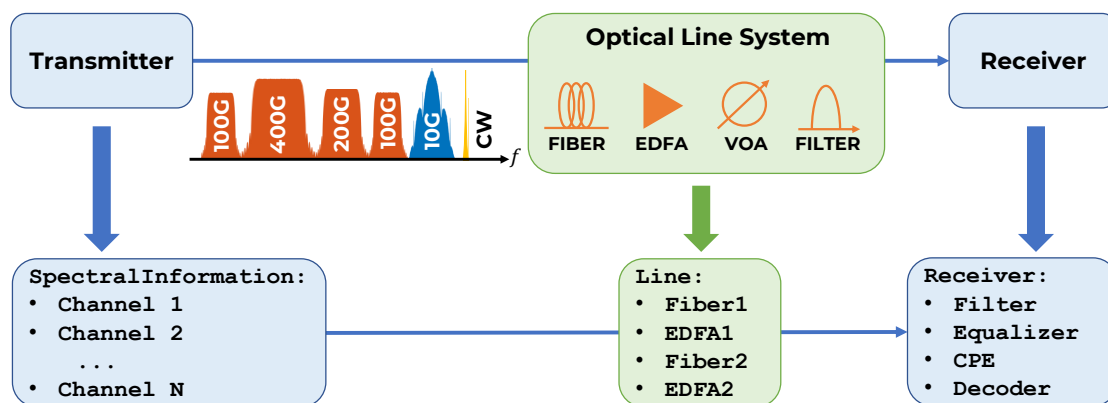 Transmitter
Optical Line System
Receiver
100G
400G
200G
100G
10G
CW
f
FIBER
EDFA
VOA
FILTER
SpectralInformation:
• Channel 1
• Channel 2
...
• Channel N
Line:
• Fiber1
• EDFA1
• Fiber2
• EDFA2
Receiver:
• Filter
• Equalizer
• CPE
• Decoder